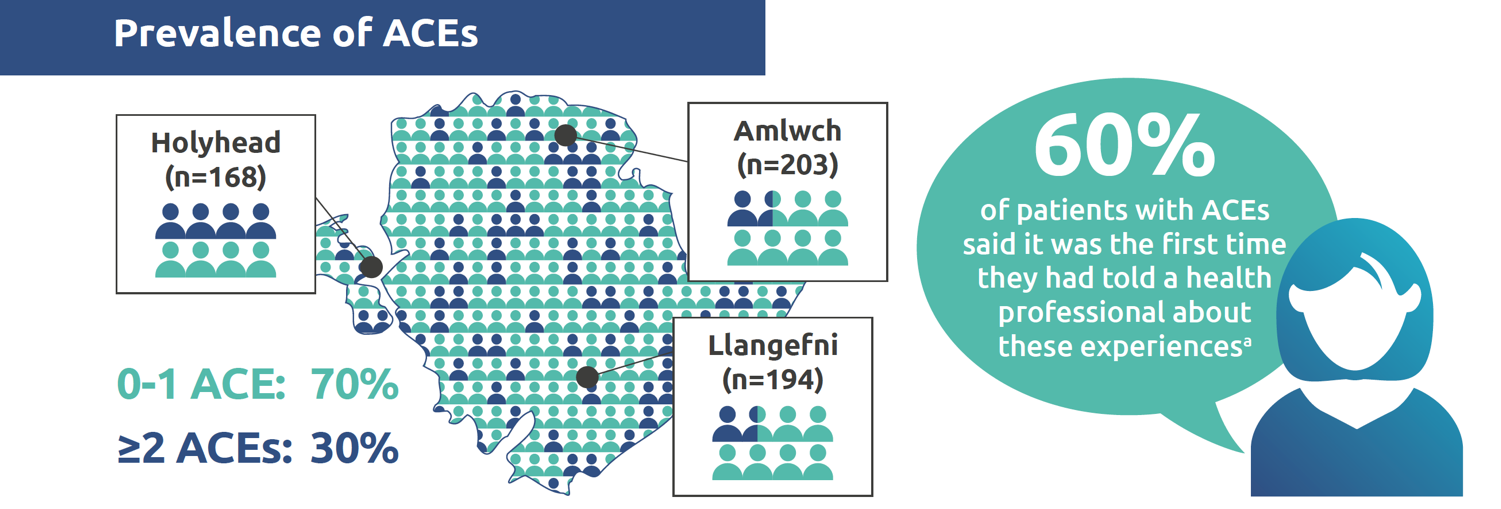 Prevalence of ACEs
Holyhead
(n=168)
Amlwch
(n=203)
Llangefni
(n=194)
0-1 ACE: 70%
≥2 ACEs: 30%
60%
of patients with ACEs
said it was the first time
they had told a health
professional about
these experiencesª